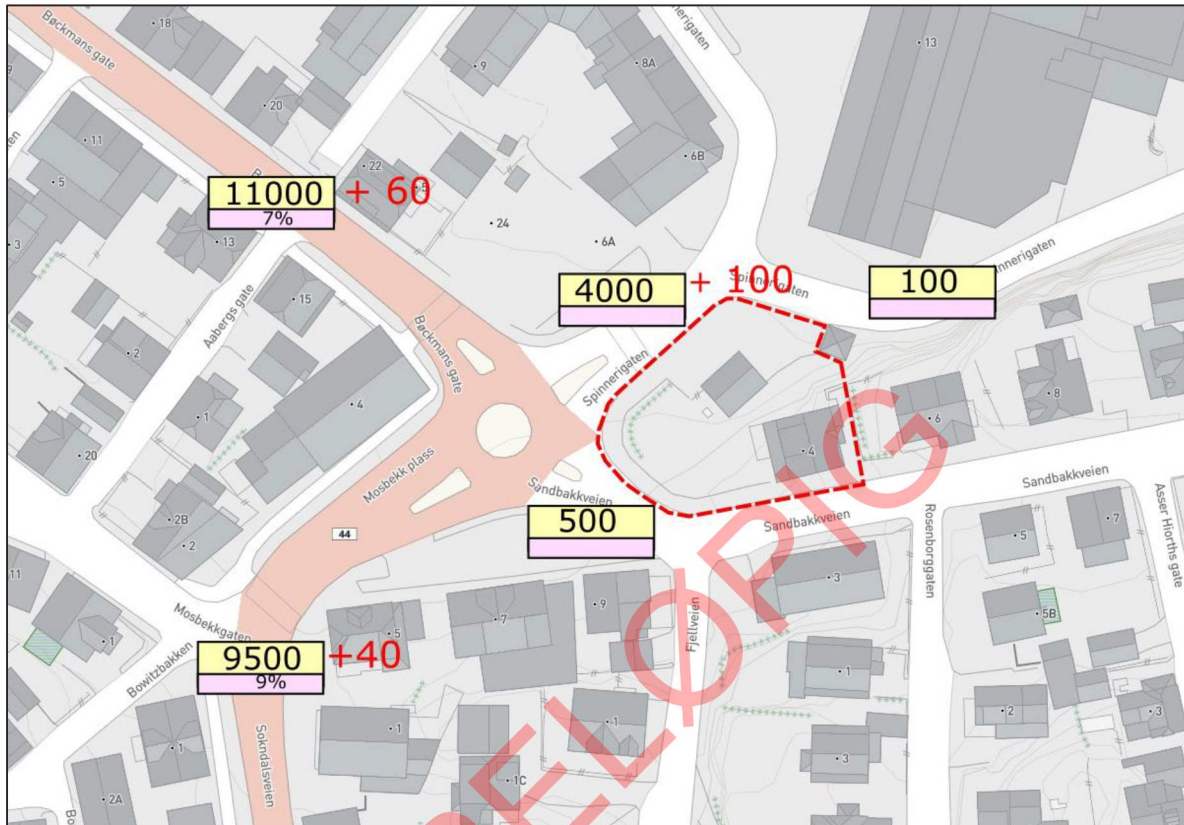 Bøckmans gate
18
9
8A
nnerigaten
13
20
11
5
22
6B
11000 + 60
7%
24
6A
3
13
Spinnerigaten
nnerigaten
4000 + 100
100
15
Aabergs gate
2
Bøckmans gate
Spinnerigaten
1
4
6
8
20
4
Mosbekk plass
Sandbakkveien
Sandbakkveien
500
Sandbakkveien
2B
2
44
Rosenborggaten
Asser Hiorths gate
5
7
11
3
9
7
Mosbekkgaten
5
Fjellveien
5B
1
9500 +40
9%
Bowitzbakken
1
1
1
1
2
3
Sokndalsveien
3
1C
2A
ELØPIG